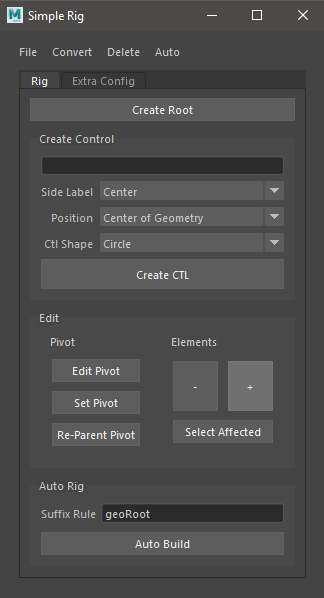 Simple Rig
File Convert Delete Auto
Rig Extra Config
Create Root
Create Control
Side Label Center
Position Center of Geometry
Ctl Shape Circle
Create CTL
Edit
Pivot Elements
Edit Pivot - +
Set Pivot
Re-Parent Pivot Select Affected
Auto Rig
Suffix Rule geoRoot
Auto Build